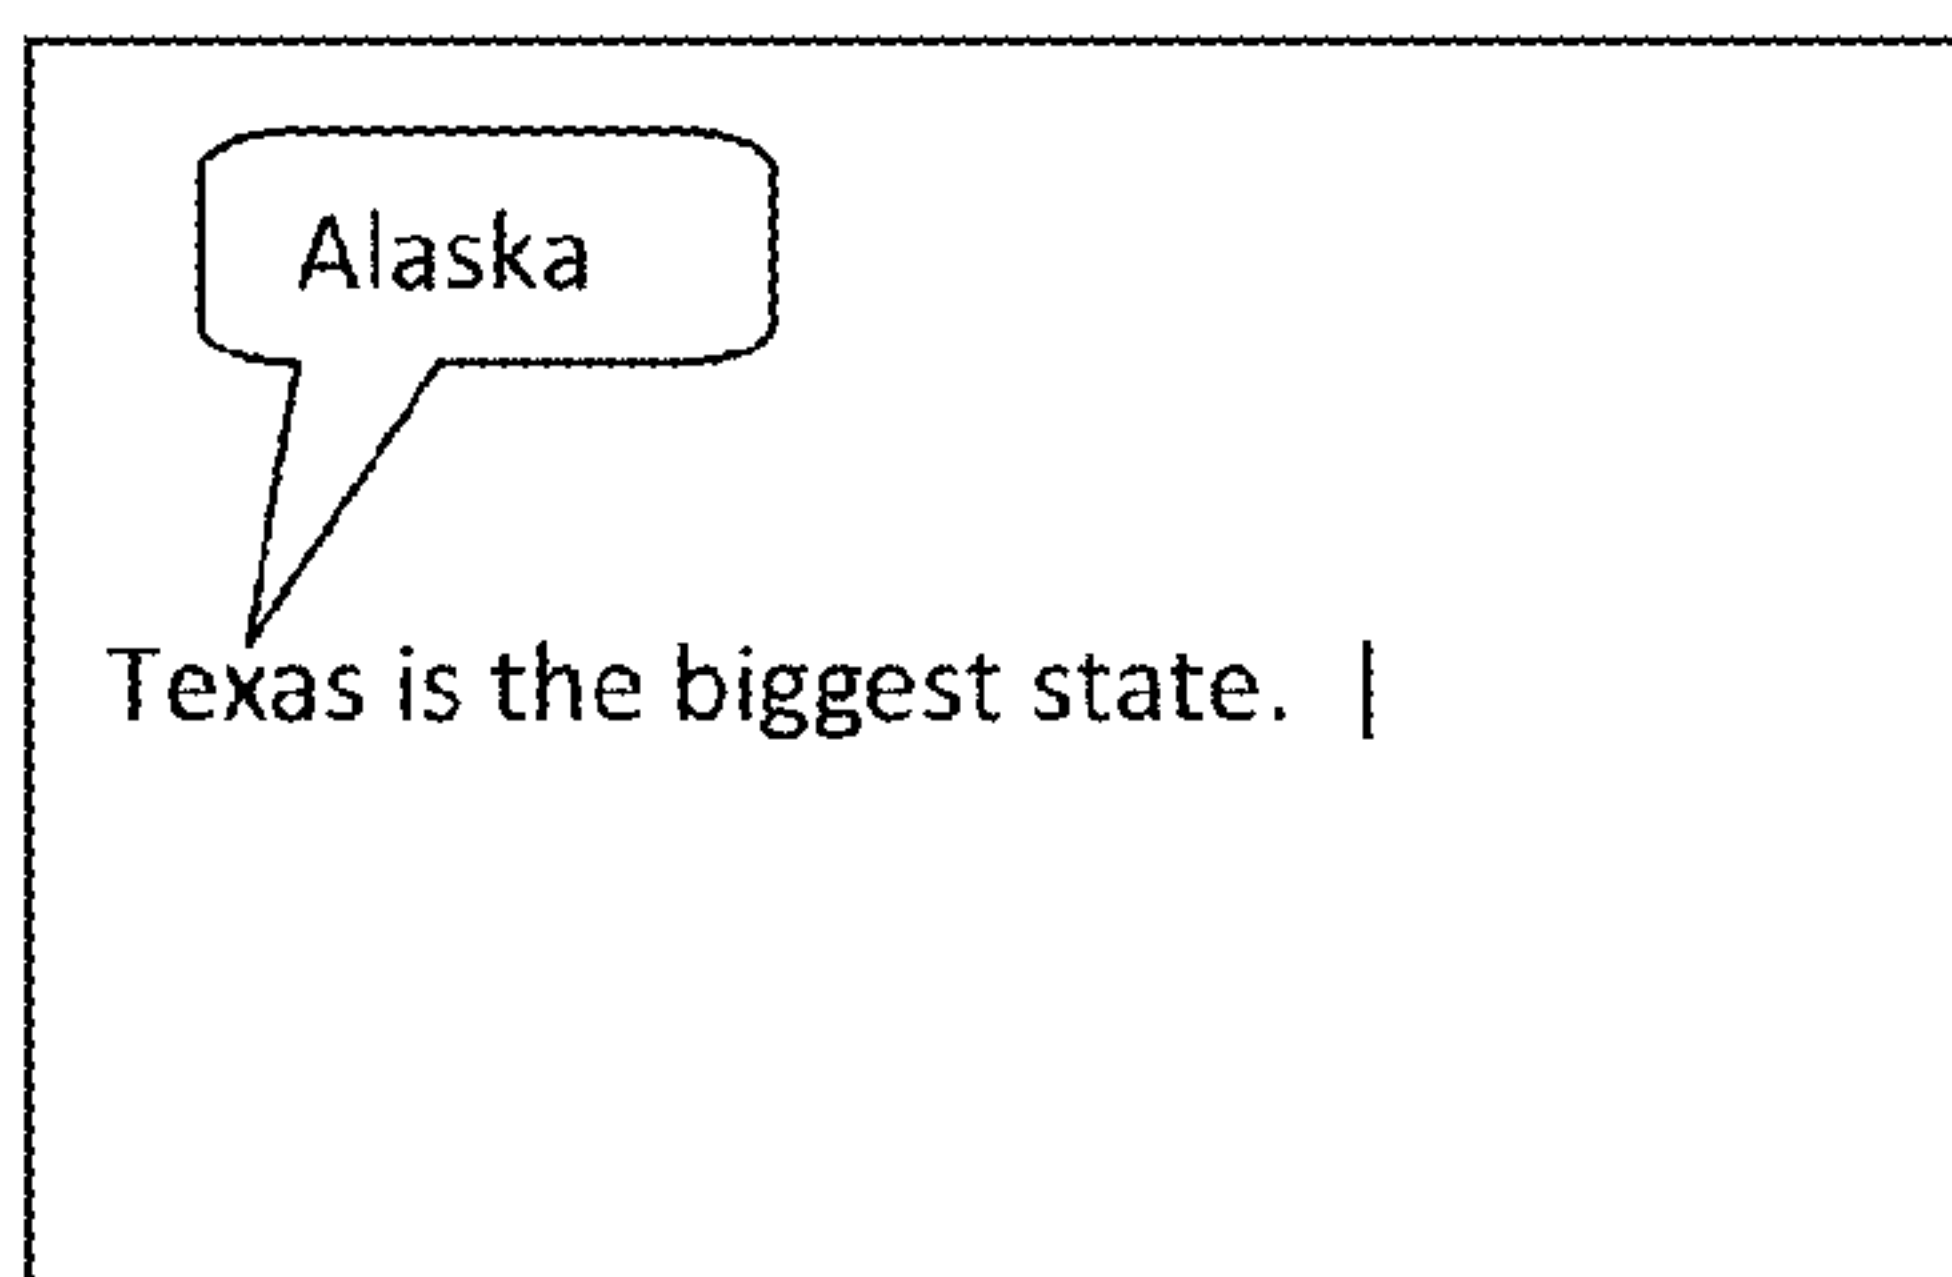 Alaska
Texas is the biggest state. |